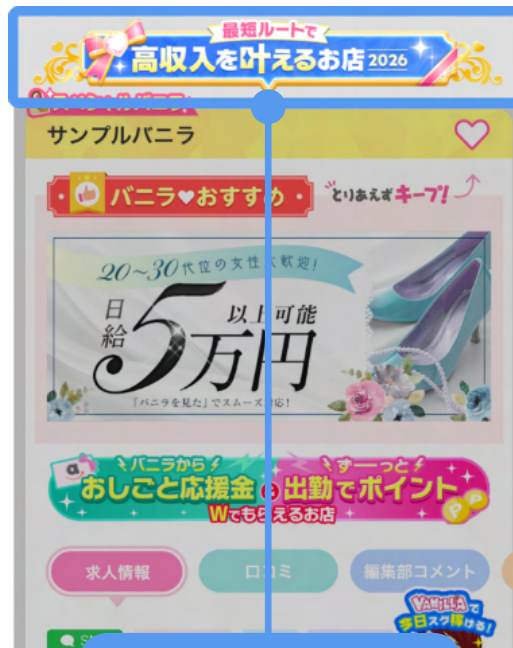 最短ルートで
高収入を叶えるお店2026
サンプルバニラ
バニラ♥おすすめ
とりあえずキープ!
20~30代位の女性大歓迎!
日給5万円以上可能
「バニラを見た」でスムーズ対応!
バニラから
すーーっと
おしごと応援金
出勤でポイント
Wでもらえるお店
求人情報
口コミ
編集部コメント
VANILLAで
今日スグ稼げる!